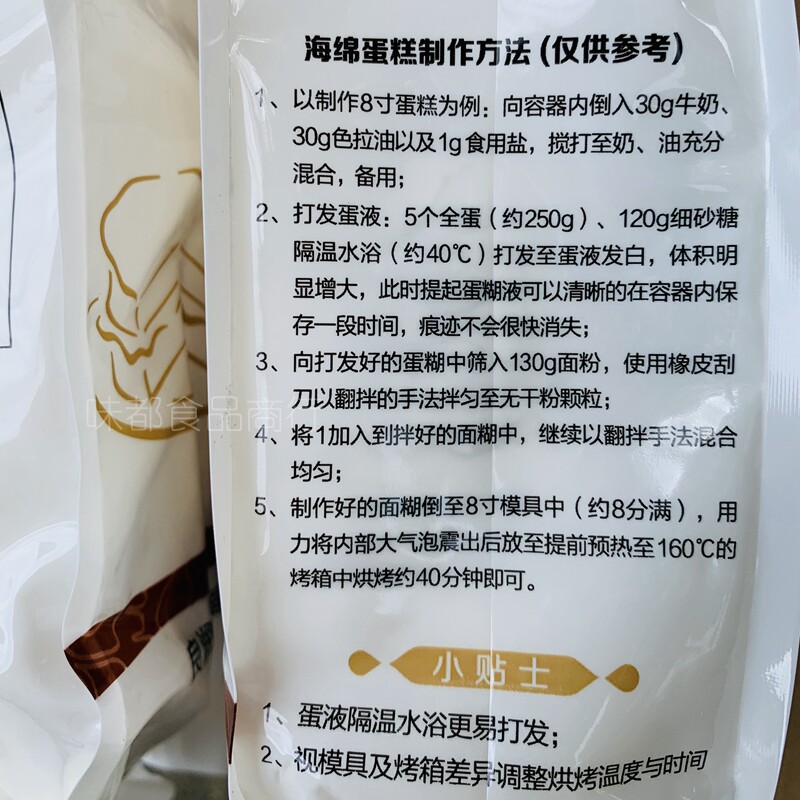 海绵蛋糕制作方法(仅供参考)
1、以制作8寸蛋糕为例：向容器内倒入30g牛奶、
30g色拉油以及1g食用盐，搅打至奶、油充分
混合，备用；
2、打发蛋液：5个全蛋（约250g）、120g细砂糖
隔温水浴（约40℃）打发至蛋液发白，体积明
显增大，此时提起蛋糊液可以清晰的在容器内保
存一段时间，痕迹不会很快消失；
3、向打发好的蛋糊中筛入130g面粉，使用橡皮刮
刀以翻拌的手法拌匀至无干粉颗粒；
4、将1加入到拌好的面糊中，继续以翻拌手法混合
均匀；
5、制作好的面糊倒至8寸模具中（约8分满），用
力将内部大气泡震出后放至提前预热至160℃的
烤箱中烘烤约40分钟即可。
小贴士
1、蛋液隔温水浴更易打发；
2、视模具及烤箱差异调整烘烤温度与时间
味都食品商行